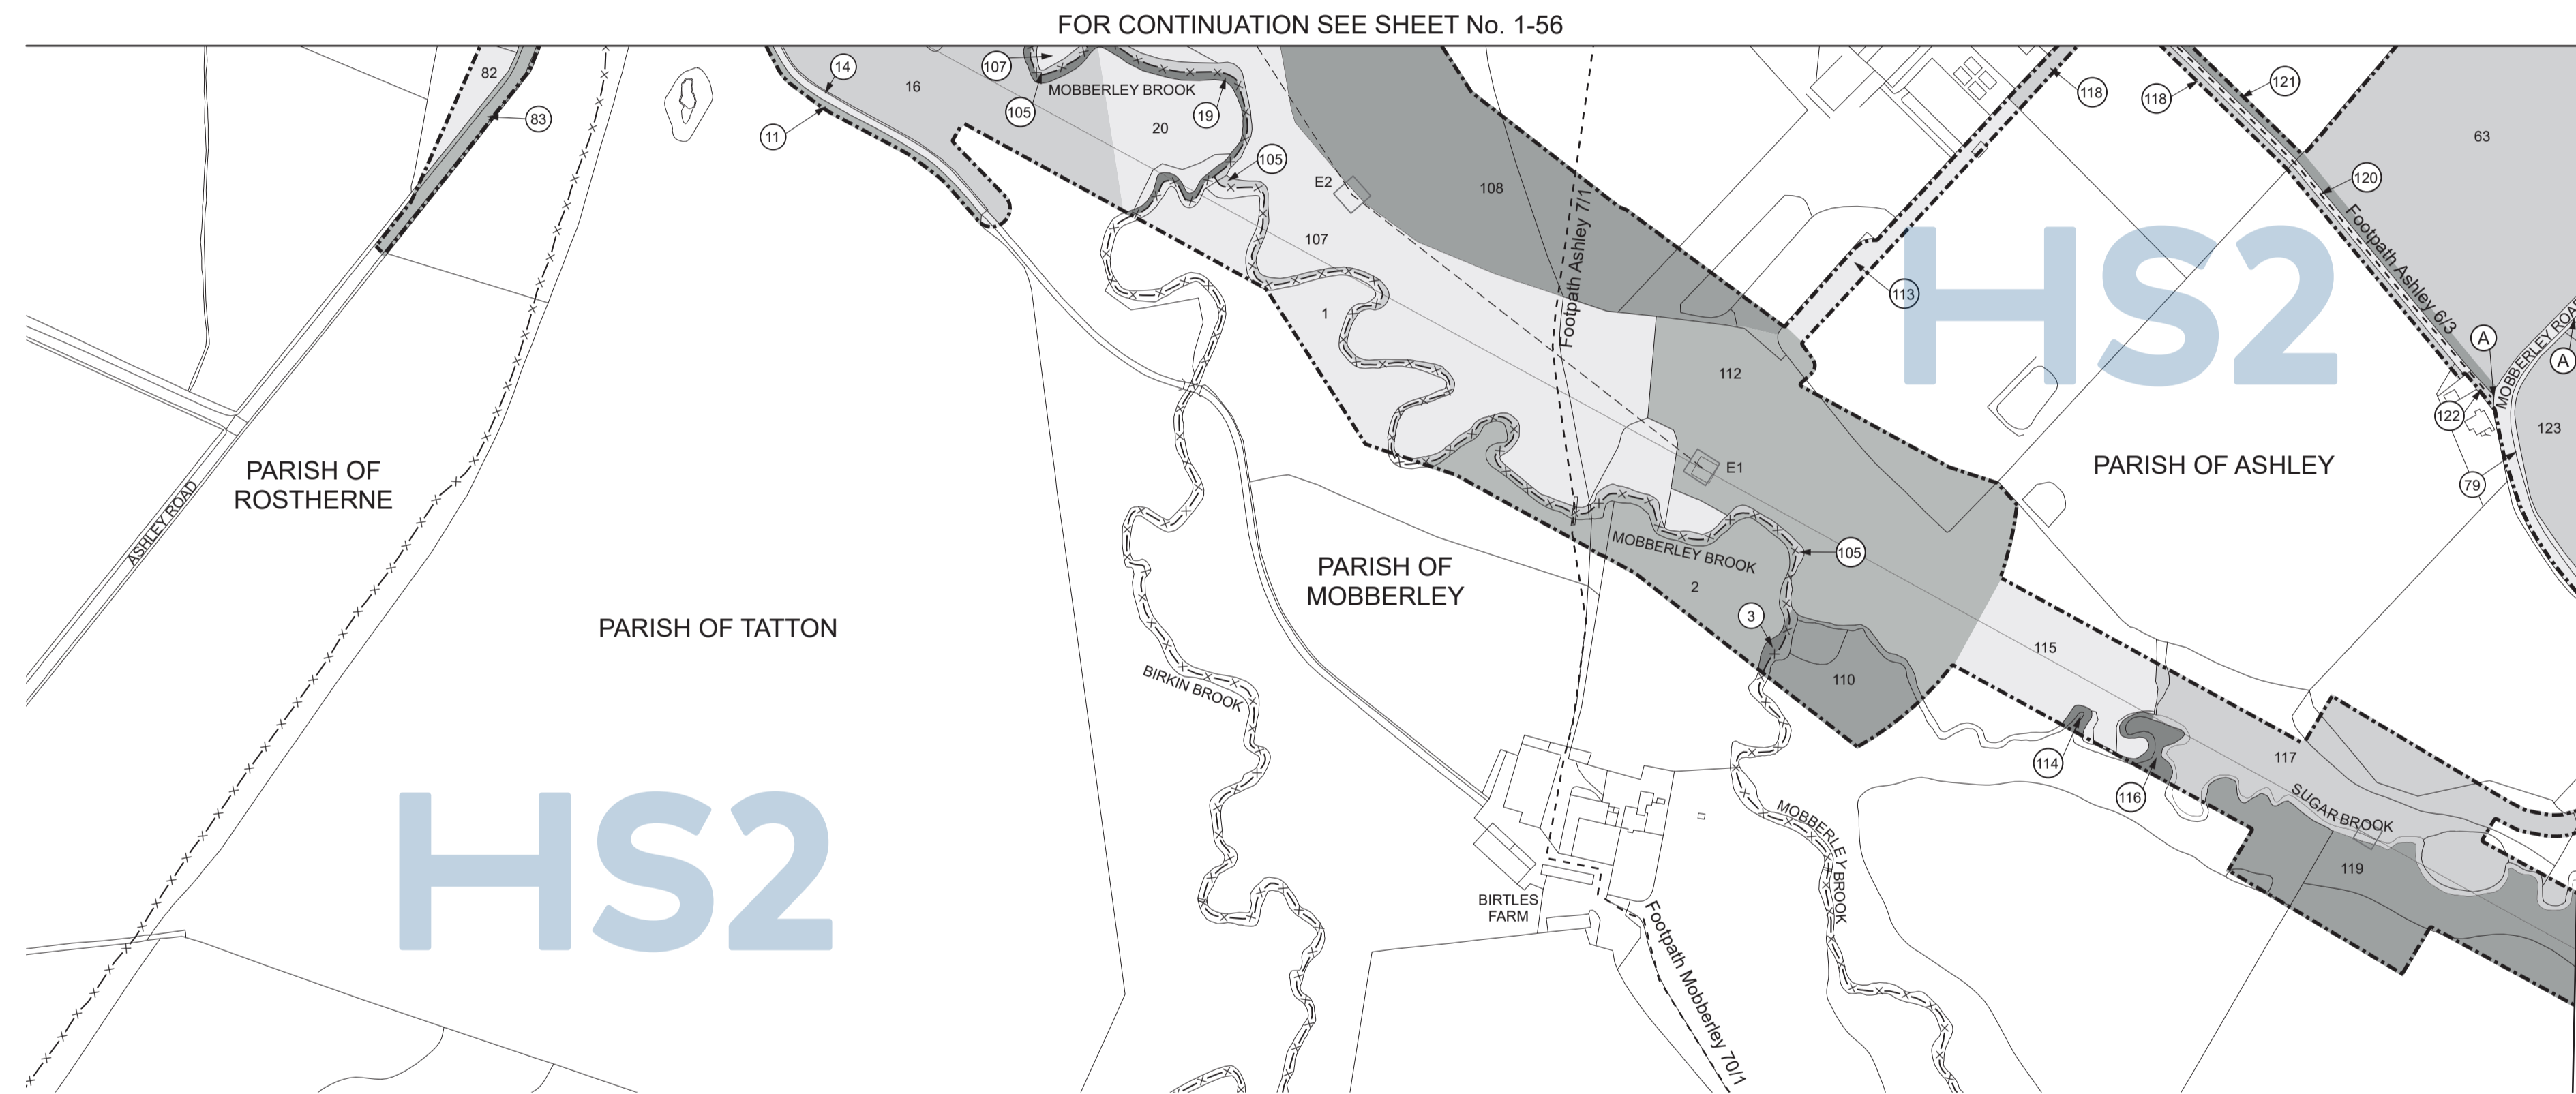 FOR CONTINUATION SEE SHEET No. 1-56
82
83
14
11
16
107
105
MOBBERLEY BROOK
19
20
105
E2
107
108
Footpath Ashley 7/1
118
118
121
63
120
Footpath Ashley 6/3
HS2
113
1
112
A
MOBBERLEY ROA
A
122
123
79
PARISH OF
ROSTHERNE
ASHLEY ROAD
E1
PARISH OF ASHLEY
PARISH OF
MOBBERLEY
MOBBERLEY BROOK
105
2
3
PARISH OF TATTON
BIRKIN BROOK
110
115
114
116
117
SUGAR BROOK
119
HS2
MOBBERLEY BROOK
BIRTLES
FARM
Footpath Mobberley 70/1